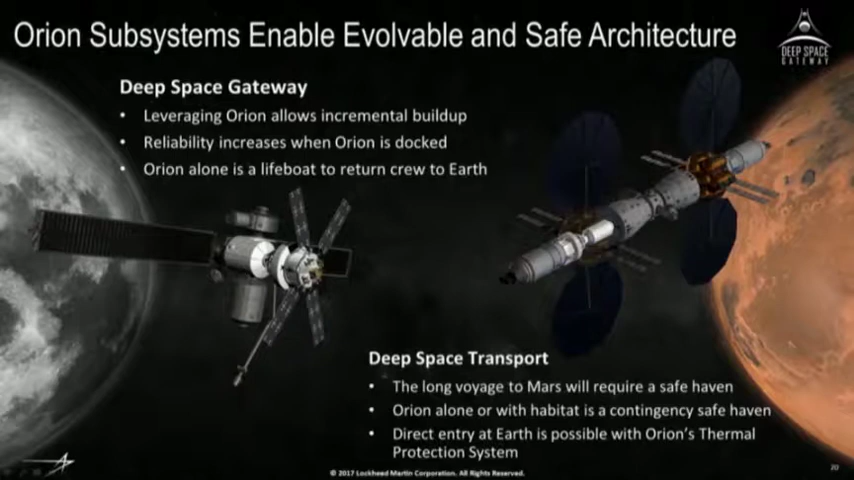 Orion Subsystems Enable Evolvable and Safe Architecture
DEEP SPACE
GATEWAY
Deep Space Gateway
• Leveraging Orion allows incremental buildup
• Reliability increases when Orion is docked
• Orion alone is a lifeboat to return crew to Earth
Deep Space Transport
• The long voyage to Mars will require a safe haven
• Orion alone or with habitat is a contingency safe haven
• Direct entry at Earth is possible with Orion's Thermal
Protection System
© 2017 Lockheed Martin Corporation. All Rights Reserved.
20